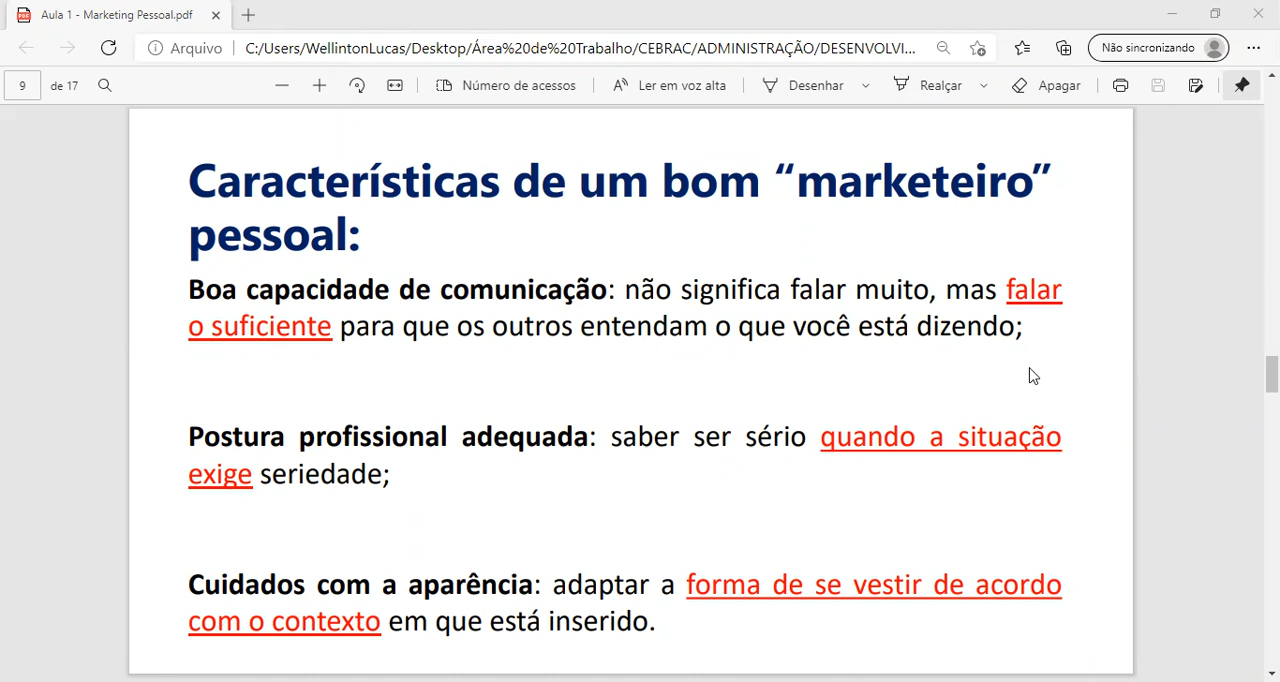 Aula 1 - Marketing Pessoal.pdf
Arquivo C:/Users/WellintonLucas/Desktop/Área%20de%20Trabalho/CEBRAC/ADMINISTRAÇÃO/DESENVOLVI... Não sincronizando
9 de 17 Número de acessos Ler em voz alta Desenhar Realçar Apagar
Características de um bom “marketeiro”
pessoal:
Boa capacidade de comunicação: não significa falar muito, mas falar
o suficiente para que os outros entendam o que você está dizendo;
Postura profissional adequada: saber ser sério quando a situação
exige seriedade;
Cuidados com a aparência: adaptar a forma de se vestir de acordo
com o contexto em que está inserido.